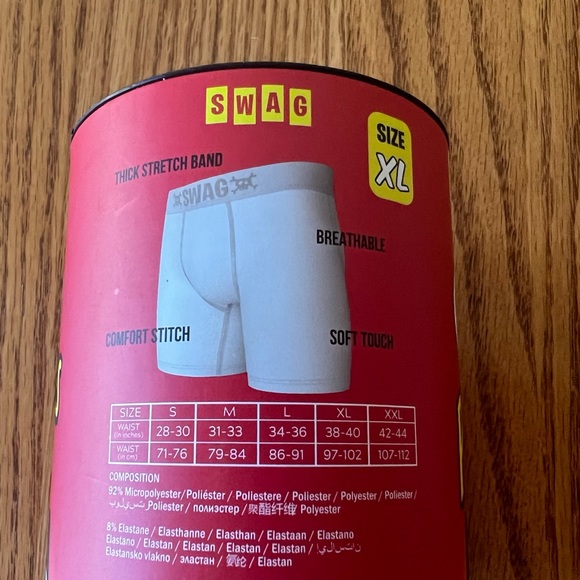 SWAG
SIZE
XL
THICK STRETCH BAND
SWAG
BREATHABLE
COMFORT STITCH
SOFT TOUCH
SIZE S M L XL XXL
WAIST (in inches) 28-30 31-33 34-36 38-40 42-44
WAIST (in cm) 71-76 79-84 86-91 97-102 107-112
COMPOSITION
92% Micropolyester/Poliéster / Poliestere / Poliester / Polyester / Poliester /
Poliester / полиэстер / 聚酯纤维 Polyester
8% Elastane / Elasthanne / Elasthan / Elastaan / Elastano
Elastano / Elastan / Elastan / Elastan / Elastan /
Elastansko vlakno / эластан / / Elastan